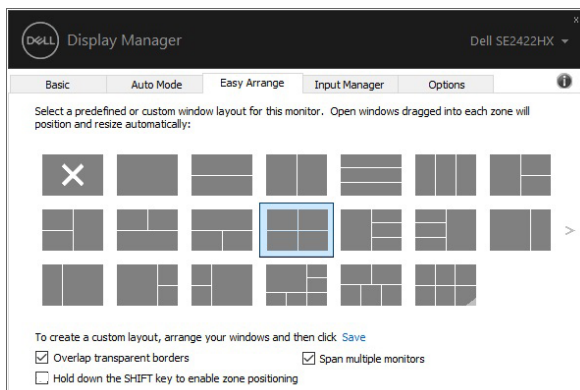 DELL Display Manager
Dell SE2422HX
Basic Auto Mode Easy Arrange Input Manager Options
Select a predefined or custom window layout for this monitor. Open windows dragged into each zone will
position and resize automatically:
To create a custom layout, arrange your windows and then click Save
Overlap transparent borders Span multiple monitors
Hold down the SHIFT key to enable zone positioning